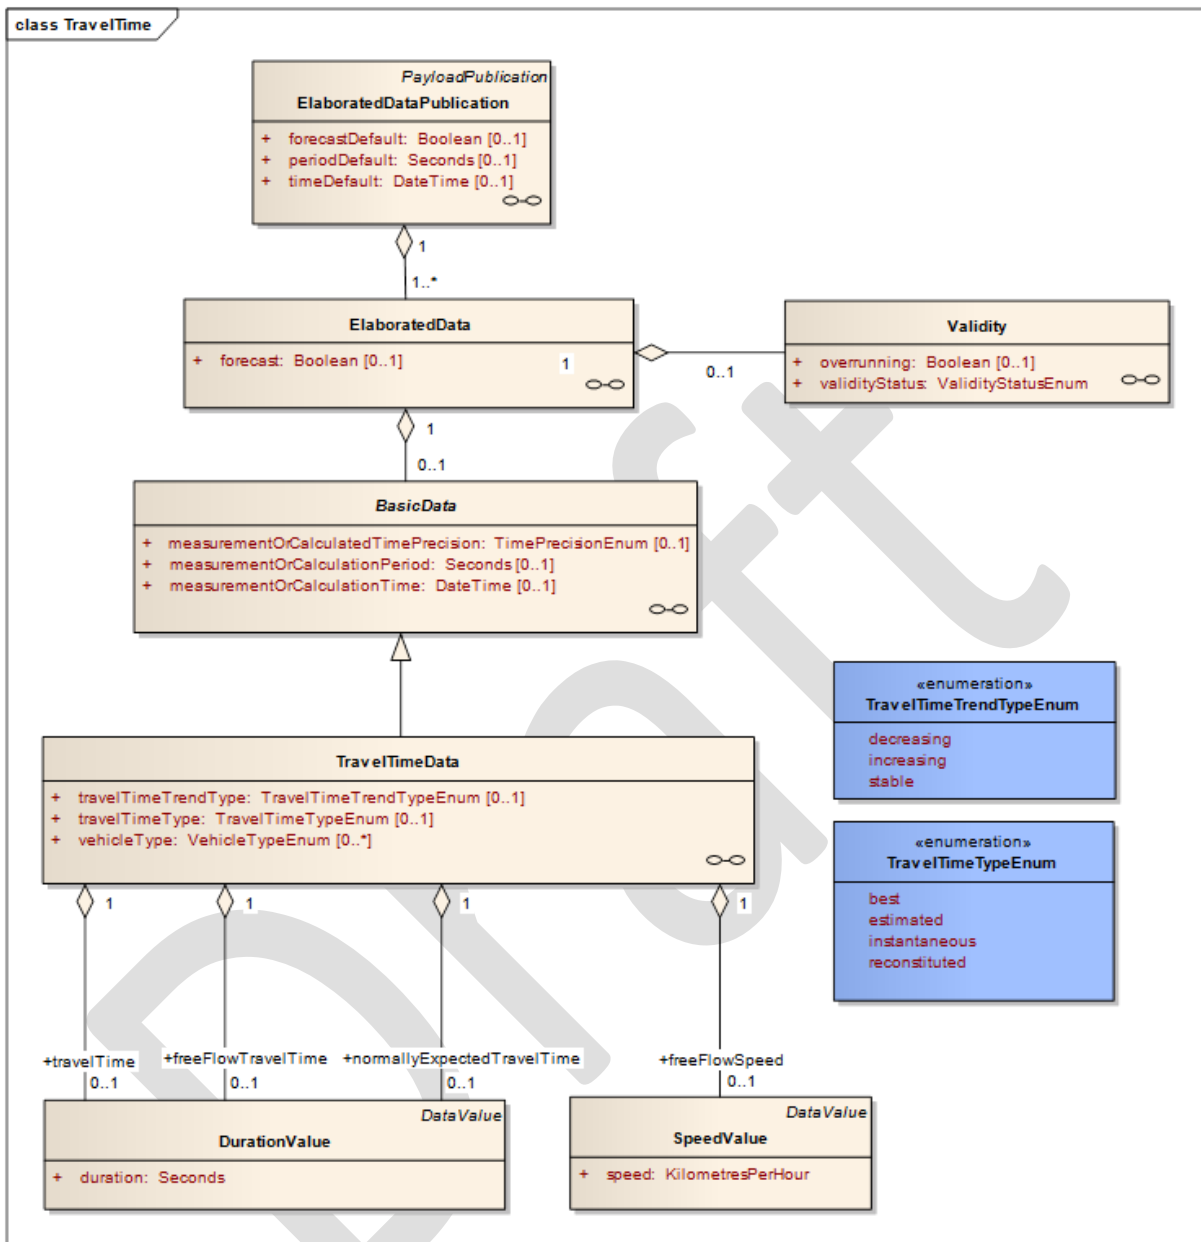 class TravelTime
PayloadPublication
ElaboratedDataPublication
+ forecastDefault: Boolean [0..1]
+ periodDefault: Seconds [0..1]
+ timeDefault: DateTime [0..1]
1
1..*
ElaboratedData
+ forecast: Boolean [0..1]
1
0..1
Validity
+ overrunning: Boolean [0..1]
+ validityStatus: ValidityStatusEnum
1
0..1
BasicData
+ measurementOrCalculatedTimePrecision: TimePrecisionEnum [0..1]
+ measurementOrCalculationPeriod: Seconds [0..1]
+ measurementOrCalculationTime: DateTime [0..1]
«enumeration»
TravelTimeTrendTypeEnum
decreasing
increasing
stable
TravelTimeData
+ travelTimeTrendType: TravelTimeTrendTypeEnum [0..1]
+ travelTimeType: TravelTimeTypeEnum [0..1]
+ vehicleType: VehicleTypeEnum [0..*]
«enumeration»
TravelTimeTypeEnum
best
estimated
instantaneous
reconstituted
1 1 1 1
+travelTime +freeFlowTravelTime +normallyExpectedTravelTime +freeFlowSpeed
0..1 0..1 0..1 0..1
DataValue
DurationValue
+ duration: Seconds
DataValue
SpeedValue
+ speed: KilometresPerHour
Draft